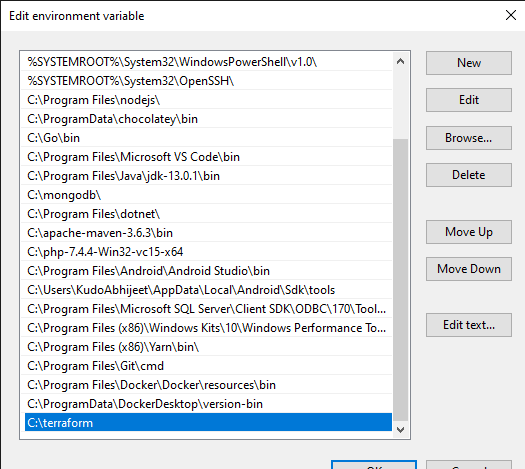 Edit environment variable
%SYSTEMROOT%\System32\WindowsPowerShell\v1.0\
New
%SYSTEMROOT%\System32\OpenSSH\
C:\Program Files\nodejs\
Edit
C:\ProgramData\chocolatey\bin
C:\Go\bin
Browse...
C:\Program Files\Microsoft VS Code\bin
C:\Program Files\Java\jdk-13.0.1\bin
Delete
C:\mongodb\
C:\Program Files\dotnet\
C:\apache-maven-3.6.3\bin
Move Up
C:\php-7.4.4-Win32-vc15-x64
C:\Program Files\Android\Android Studio\bin
Move Down
C:\Users\KudoAbhijeet\AppData\Local\Android\Sdk\tools
C:\Program Files\Microsoft SQL Server\Client SDK\ODBC\170\Tool...
C:\Program Files (x86)\Windows Kits\10\Windows Performance To...
Edit text...
C:\Program Files (x86)\Yarn\bin\
C:\Program Files\Git\cmd
C:\Program Files\Docker\Docker\resources\bin
C:\ProgramData\DockerDesktop\version-bin
C:\terraform